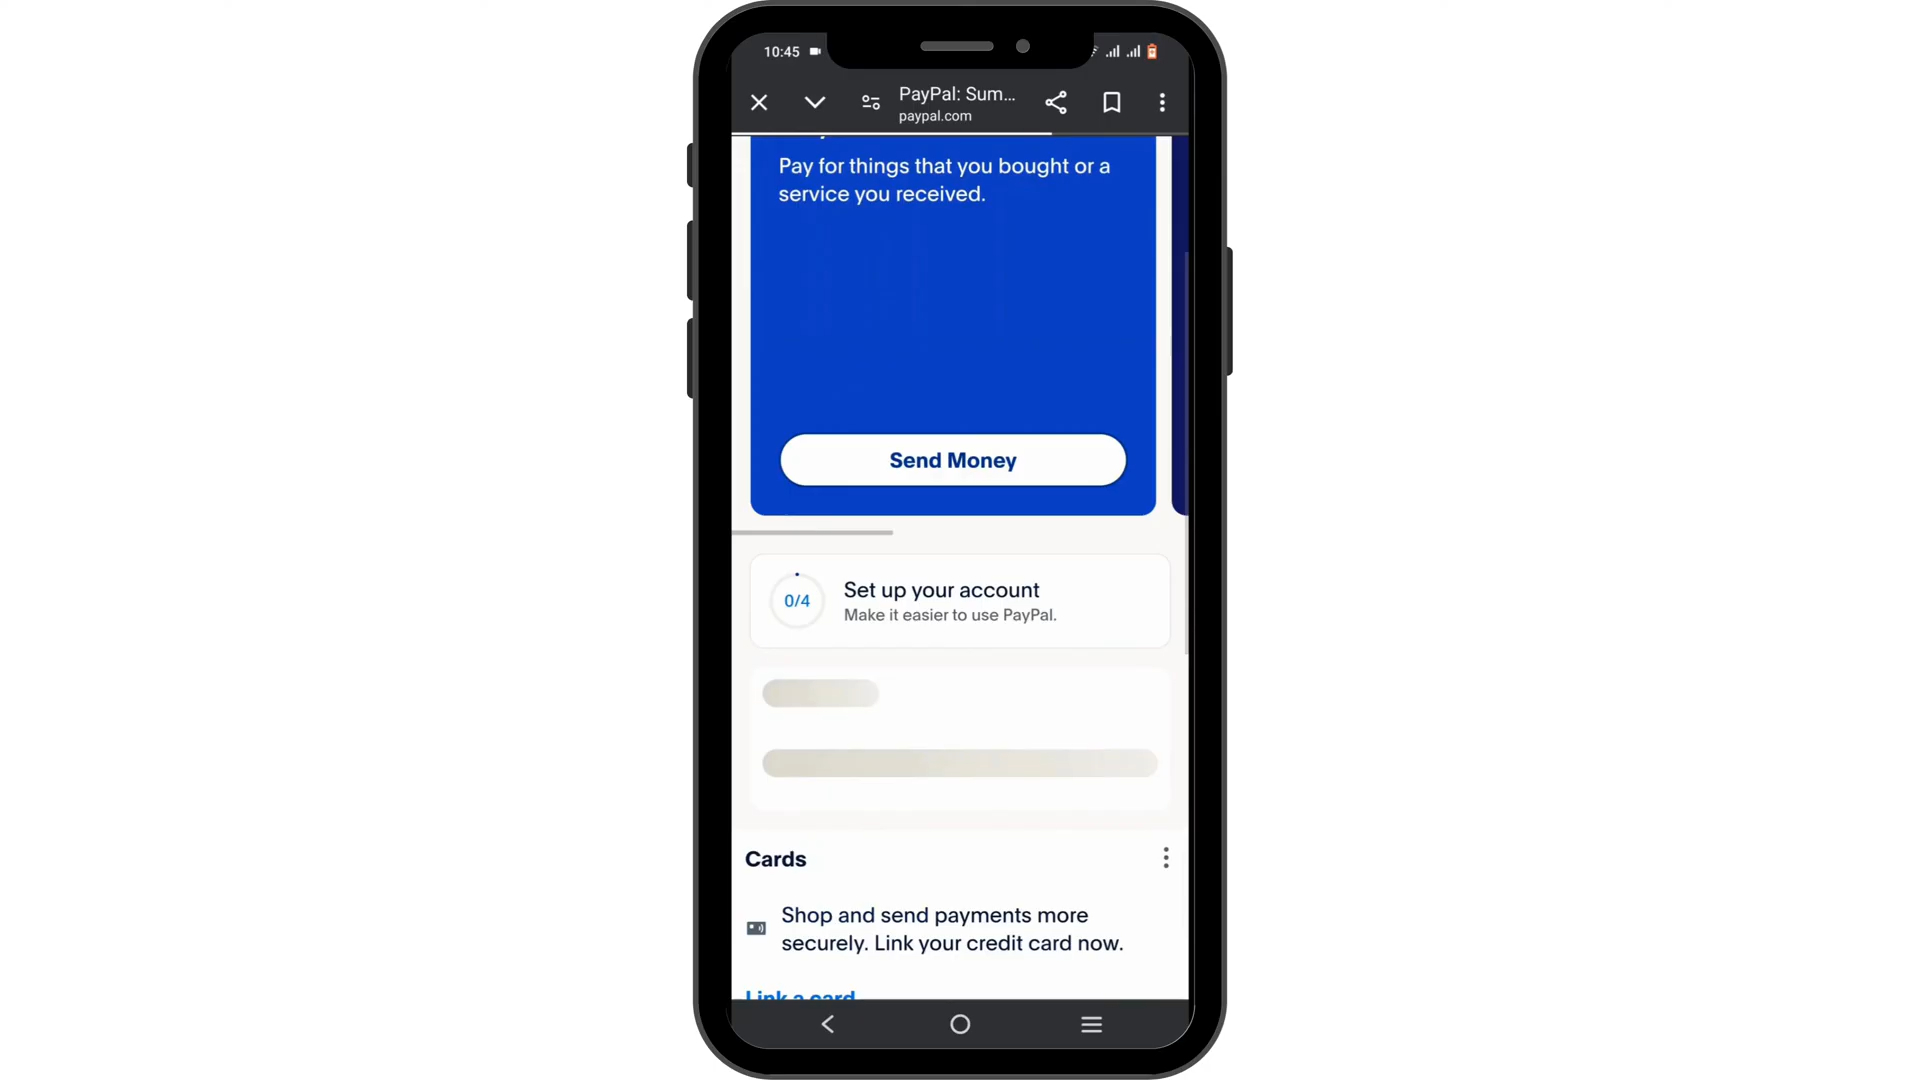 10:45
PayPal: Sum...
paypal.com
Pay for things that you bought or a
service you received.
Send Money
0/4
Set up your account
Make it easier to use PayPal.
Cards
Shop and send payments more
securely. Link your credit card now.
Link a card